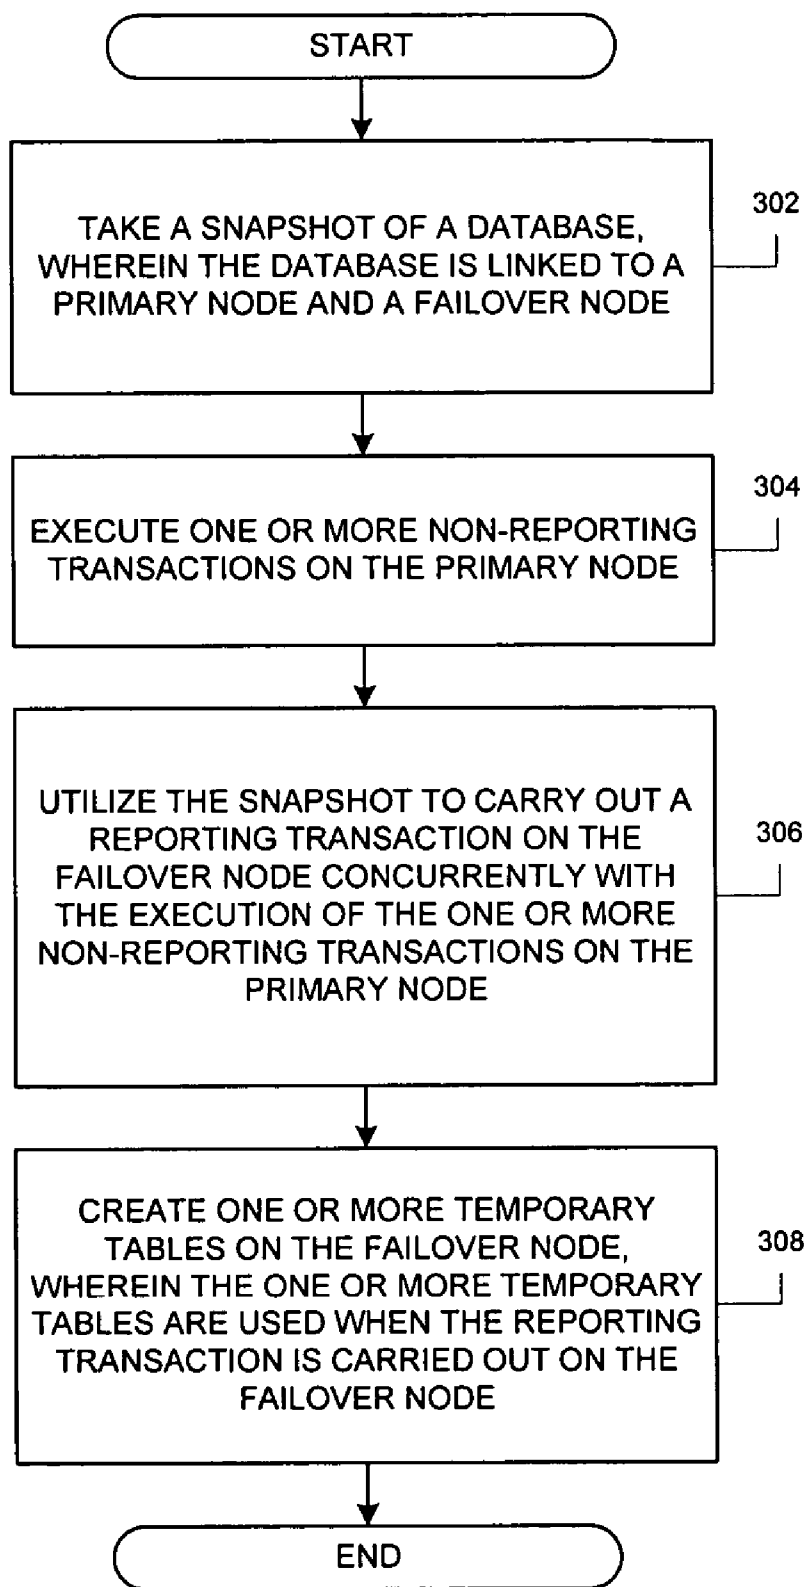 START
TAKE A SNAPSHOT OF A DATABASE,
WHEREIN THE DATABASE IS LINKED TO A
PRIMARY NODE AND A FAILOVER NODE
302
EXECUTE ONE OR MORE NON-REPORTING
TRANSACTIONS ON THE PRIMARY NODE
304
UTILIZE THE SNAPSHOT TO CARRY OUT A
REPORTING TRANSACTION ON THE
FAILOVER NODE CONCURRENTLY WITH
THE EXECUTION OF THE ONE OR MORE
NON-REPORTING TRANSACTIONS ON THE
PRIMARY NODE
306
CREATE ONE OR MORE TEMPORARY
TABLES ON THE FAILOVER NODE,
WHEREIN THE ONE OR MORE TEMPORARY
TABLES ARE USED WHEN THE REPORTING
TRANSACTION IS CARRIED OUT ON THE
FAILOVER NODE
308
END